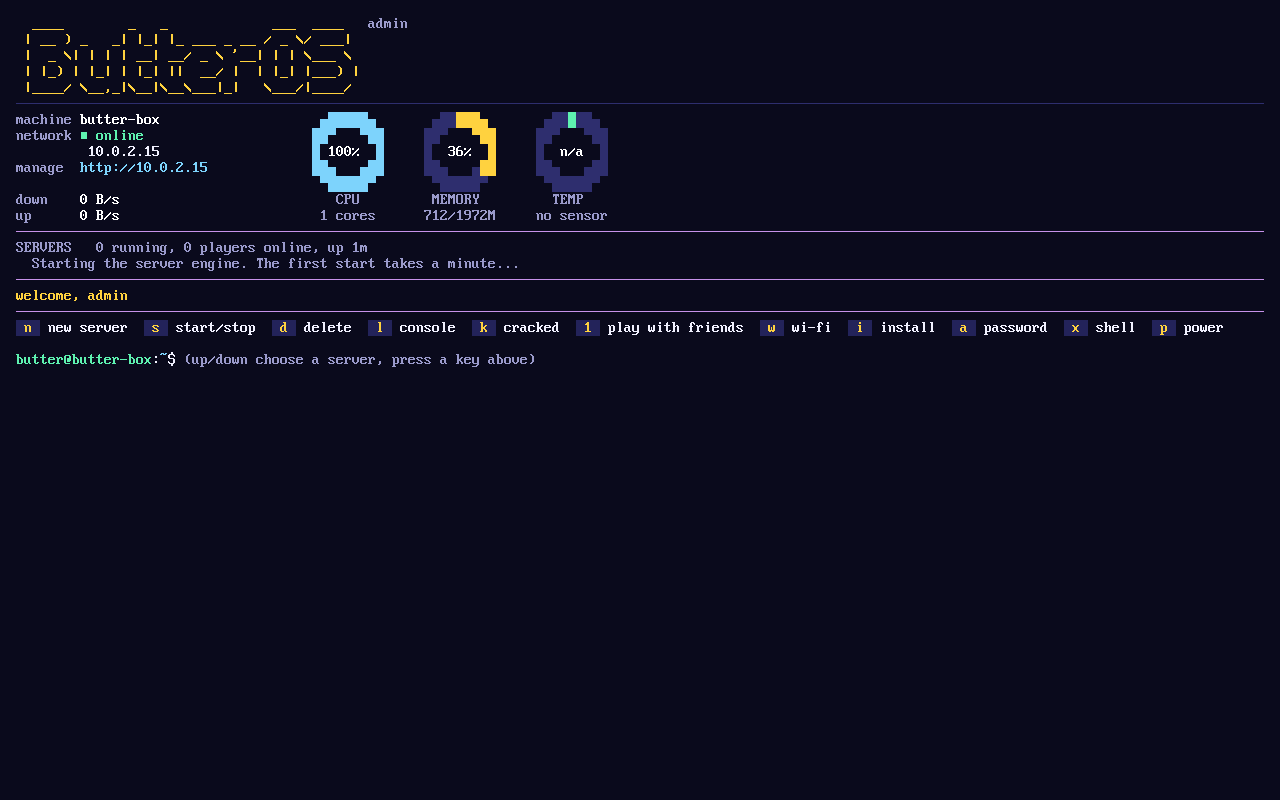 ButterOS admin
machine butter-box
network online
10.0.2.15
manage http://10.0.2.15
down 0 B/s
up 0 B/s
100% 36% n/a
CPU MEMORY TEMP
1 cores 712/1972M no sensor
SERVERS 0 running, 0 players online, up 1m
Starting the server engine. The first start takes a minute...
welcome, admin
n new server s start/stop d delete l console k cracked 1 play with friends w wi-fi i install a password x shell p power
butter@butter-box:~$ (up/down choose a server, press a key above)